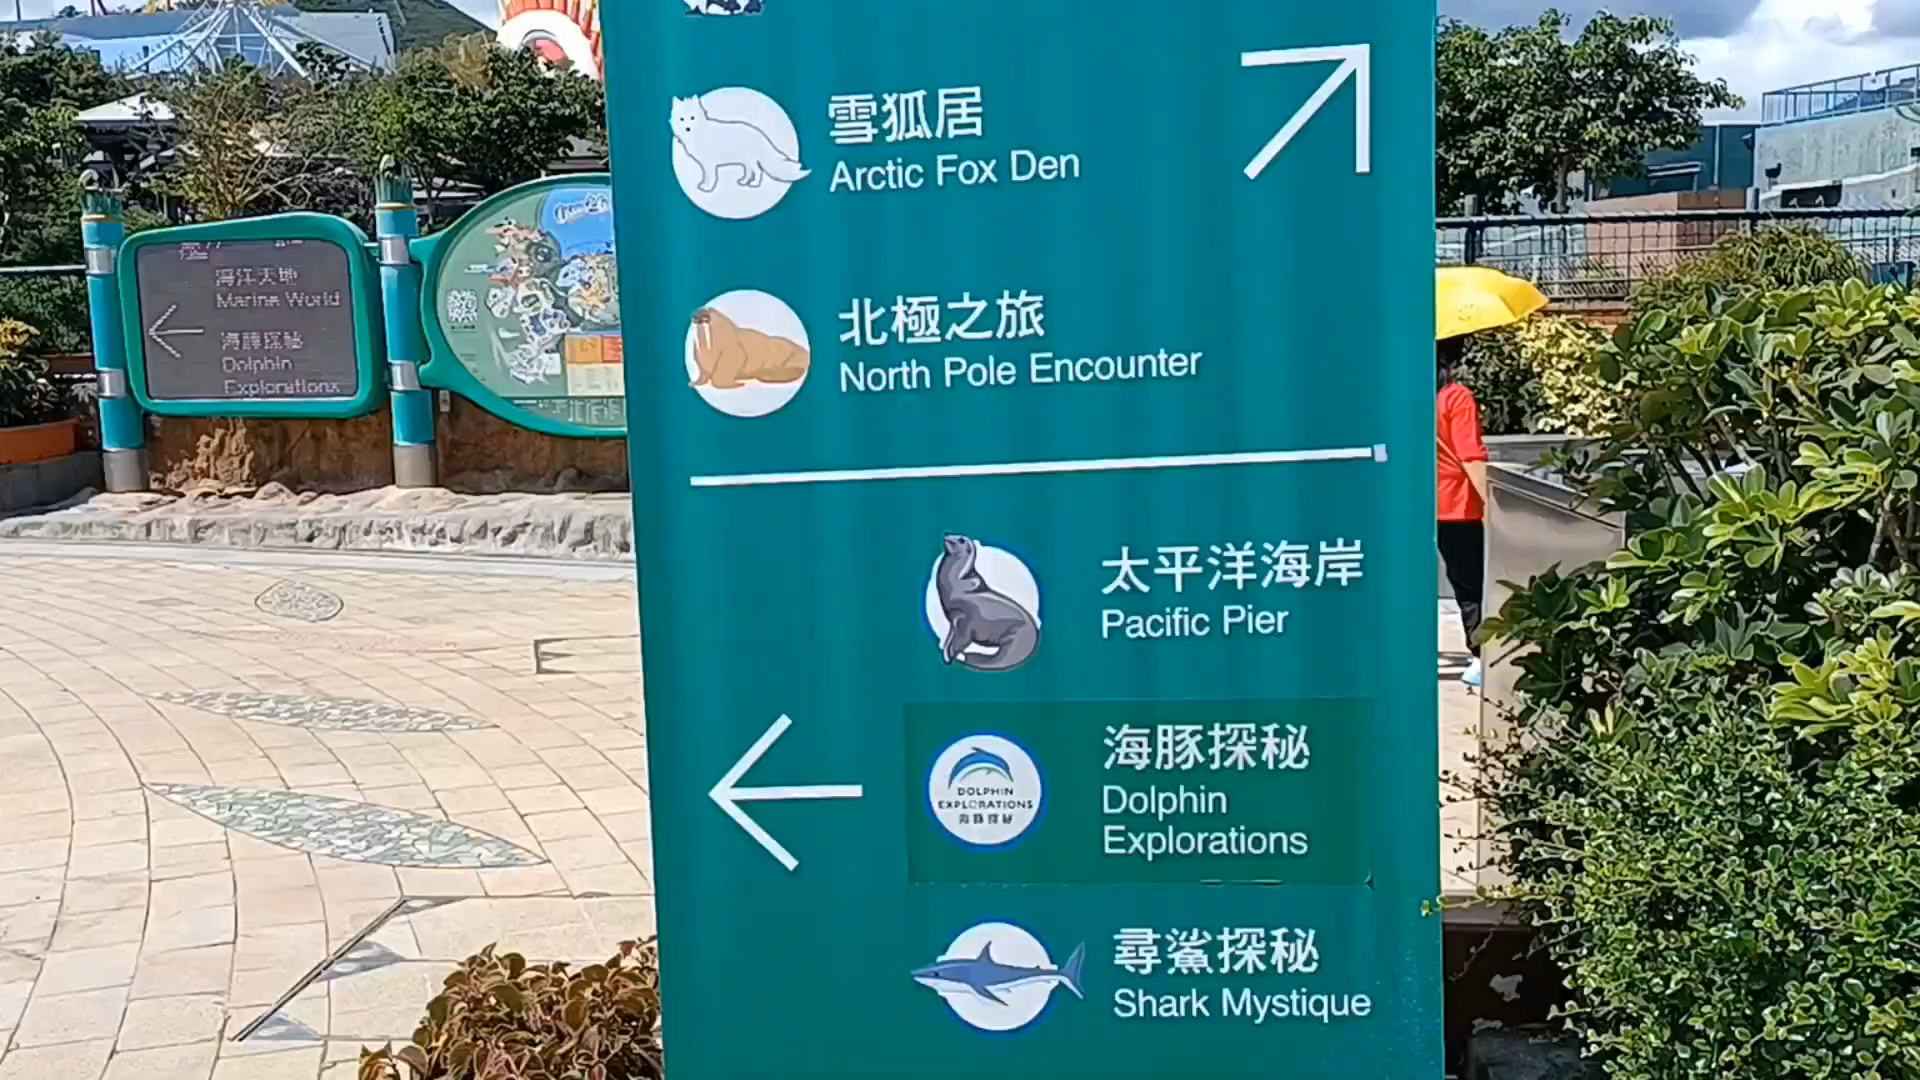 雪狐居
Arctic Fox Den
北極之旅
North Pole Encounter
太平洋海岸
Pacific Pier
海豚探秘
Dolphin
Explorations
DOLPHIN
EXPLORATIONS
海豚探秘
尋鯊探秘
Shark Mystique
海洋天地
Marine World
海豚探秘
Dolphin
Explorations